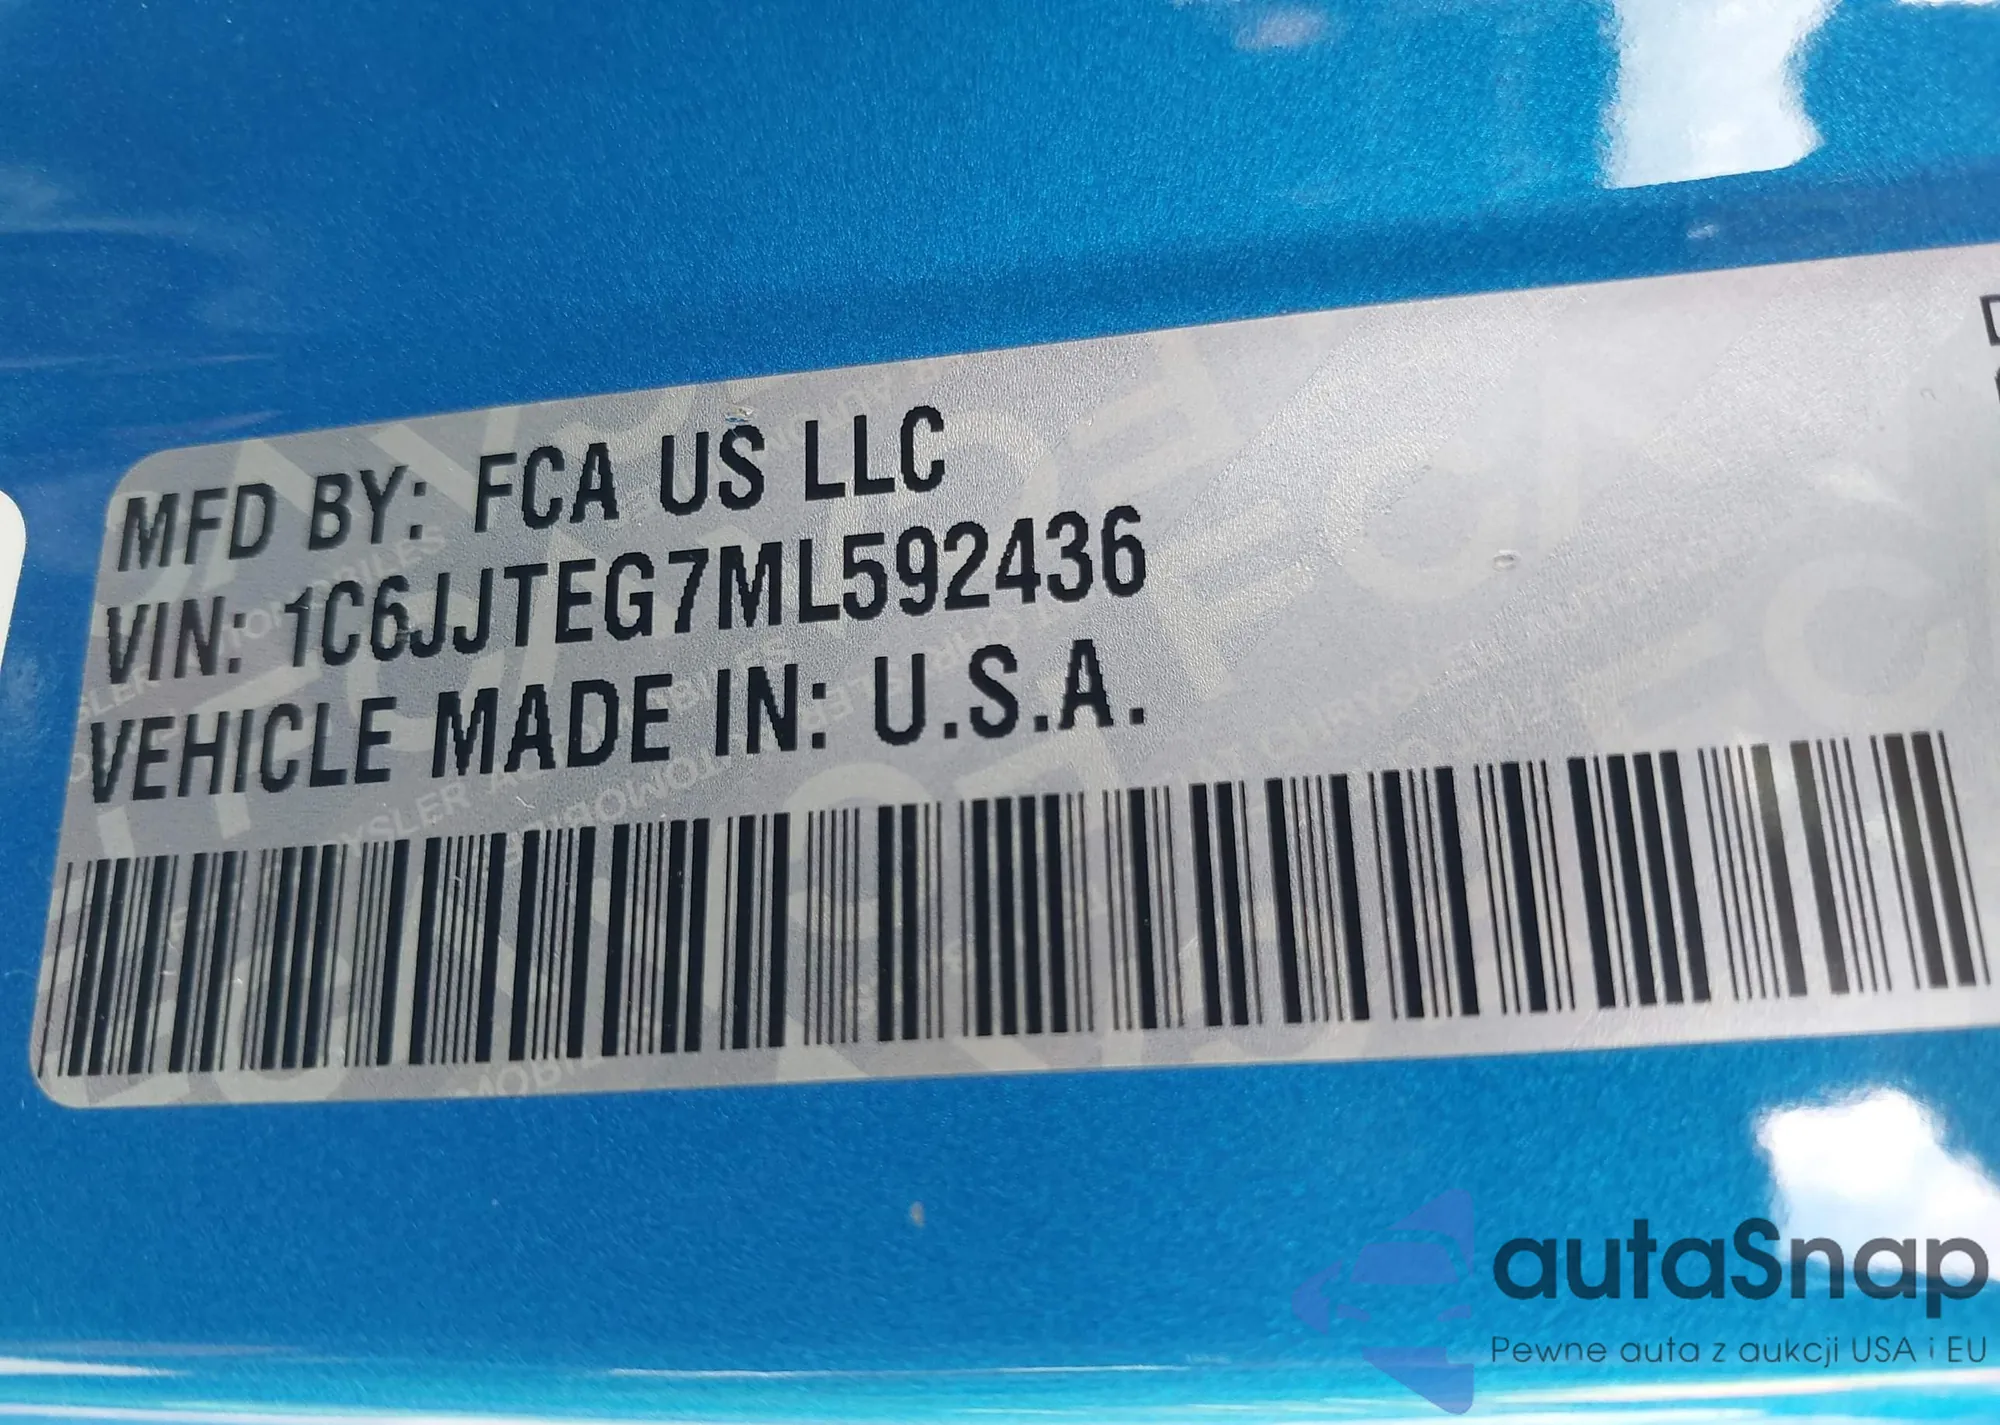 MFD BY: FCA US LLC
VIN: 1C6JJTEG7ML592436
VEHICLE MADE IN: U.S.A.
autaSnap
Pewne auta z aukcji USA i EU